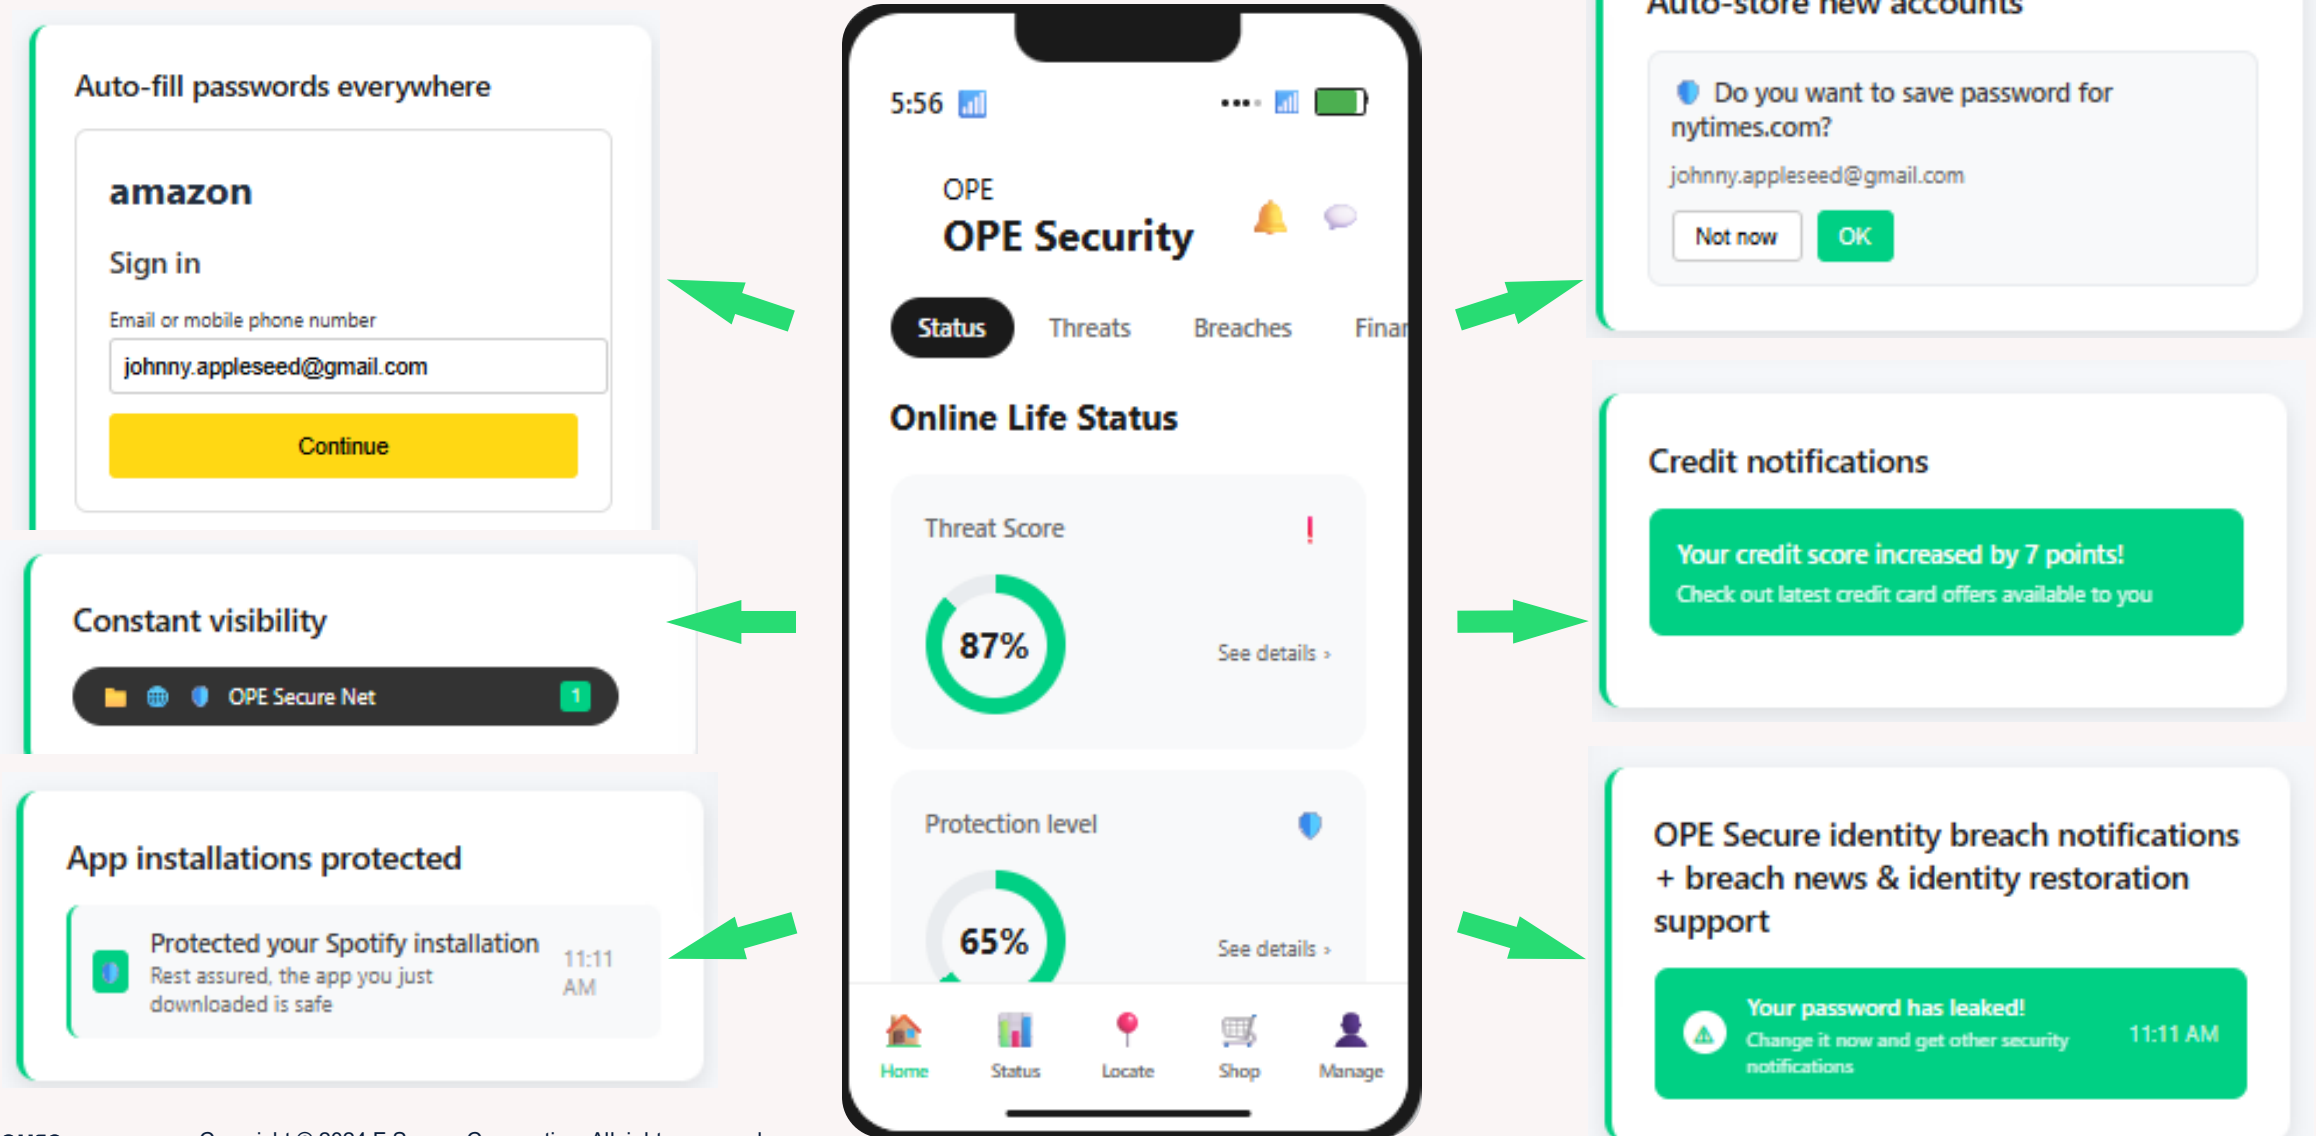 Auto-fill passwords everywhere
amazon
Sign in
Email or mobile phone number
johnny.appleseed@gmail.com
Continue
Constant visibility
OPE Secure Net
1
App installations protected
Protected your Spotify installation
Rest assured, the app you just
downloaded is safe
11:11
AM
5:56
OPE
OPE Security
Status Threats Breaches Finan
Online Life Status
Threat Score
87%
See details ›
Protection level
65%
See details ›
Home Status Locate Shop Manage
Auto-store new accounts
Do you want to save password for
nytimes.com?
johnny.appleseed@gmail.com
Not now OK
Credit notifications
Your credit score increased by 7 points!
Check out latest credit card offers available to you
OPE Secure identity breach notifications
+ breach news & identity restoration
support
Your password has leaked!
Change it now and get other security
notifications
11:11 AM